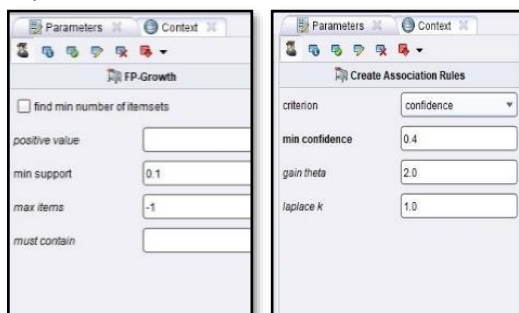 Parameters
Context
FP-Growth
find min number of itemsets
positive value
min support
0.1
max items
-1
must contain
Parameters
Context
Create Association Rules
criterion
confidence
min confidence
0.4
gain theta
2.0
laplace k
1.0